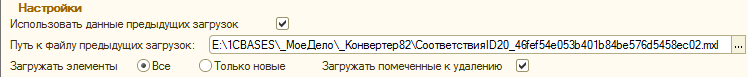 Настройки
Использовать данные предыдущих загрузок
Путь к файлу предыдущих загрузок: E:\1CBASES\_МоеДело\_Конвертер82\СоответствияID20_46fef54e053b401b84be576d5458ec02.mxl ...
Загружать элементы Все Только новые Загружать помеченные к удалению